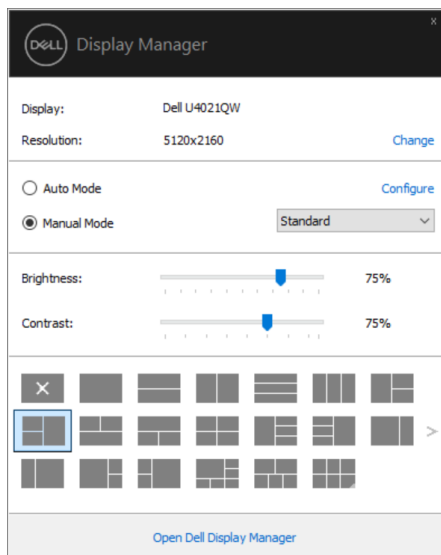 x
DELL Display Manager
Display: Dell U4021QW
Resolution: 5120x2160 Change
Auto Mode Configure
Manual Mode Standard
Brightness: 75%
Contrast: 75%
Open Dell Display Manager